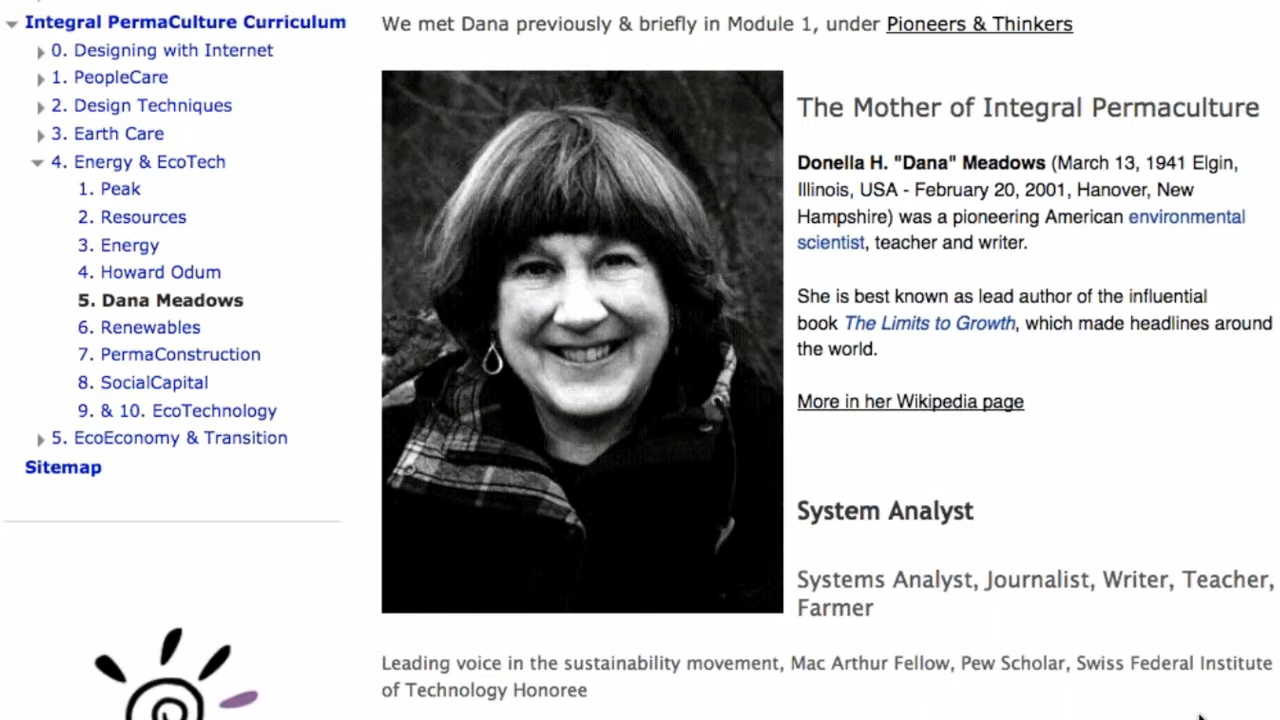 Integral PermaCulture Curriculum
0. Designing with Internet
1. PeopleCare
2. Design Techniques
3. Earth Care
4. Energy & EcoTech
1. Peak
2. Resources
3. Energy
4. Howard Odum
5. Dana Meadows
6. Renewables
7. PermaConstruction
8. SocialCapital
9. & 10. EcoTechnology
5. EcoEconomy & Transition
Sitemap
We met Dana previously & briefly in Module 1, under Pioneers & Thinkers
The Mother of Integral Permaculture
Donella H. "Dana" Meadows (March 13, 1941 Elgin,
Illinois, USA - February 20, 2001, Hanover, New
Hampshire) was a pioneering American environmental
scientist, teacher and writer.
She is best known as lead author of the influential
book The Limits to Growth, which made headlines around
the world.
More in her Wikipedia page
System Analyst
Systems Analyst, Journalist, Writer, Teacher,
Farmer
Leading voice in the sustainability movement, Mac Arthur Fellow, Pew Scholar, Swiss Federal Institute
of Technology Honoree